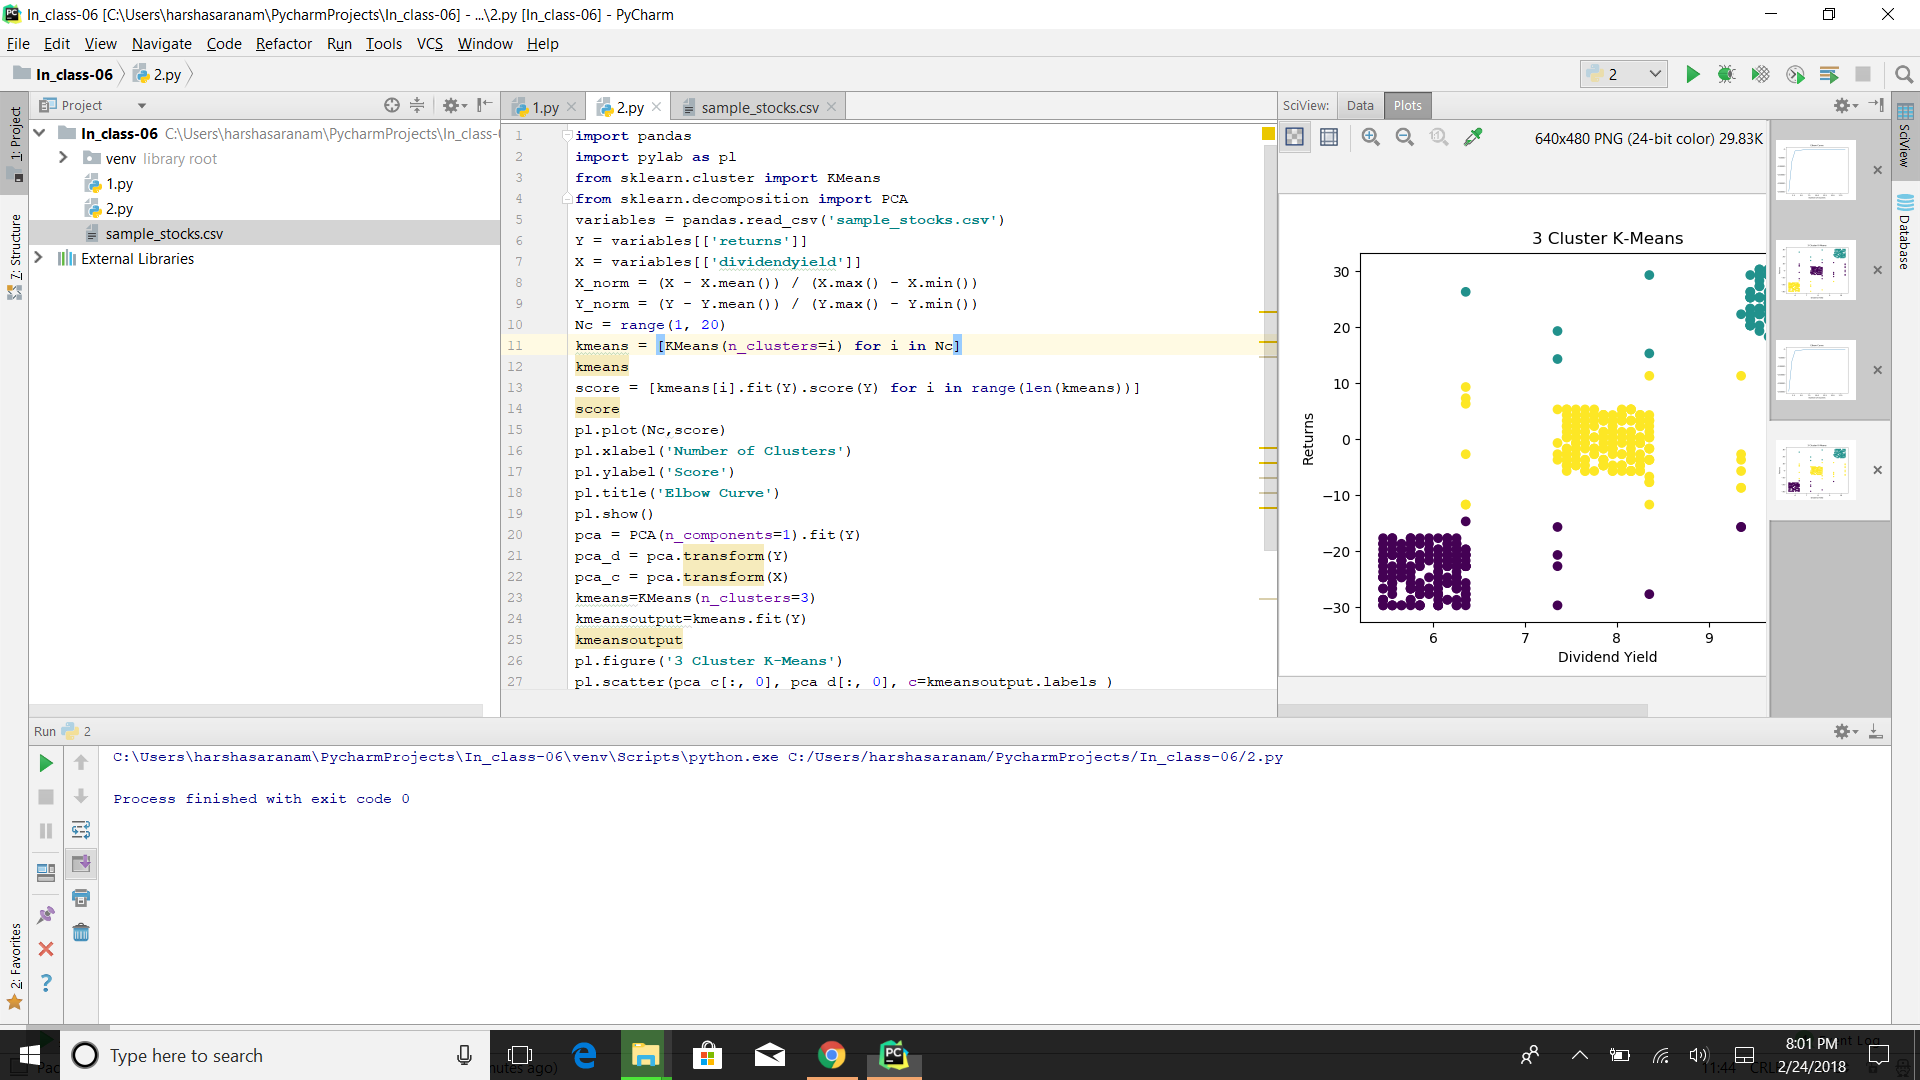 In_class-06 [C:\Users\harshasaranam\PycharmProjects\In_class-06] - ...\2.py [In_class-06] - PyCharm
File Edit View Navigate Code Refactor Run Tools VCS Window Help
In_class-06 2.py
2
Project
1.py
2.py
sample_stocks.csv
SciView: Data Plots
1: Project
7: Structure
2: Favorites
SciView
Database
In_class-06 C:\Users\harshasaranam\PycharmProjects\In_class-
venv library root
1.py
2.py
sample_stocks.csv
External Libraries
1 import pandas
2 import pylab as pl
3 from sklearn.cluster import KMeans
4 from sklearn.decomposition import PCA
5 variables = pandas.read_csv('sample_stocks.csv')
6 Y = variables[['returns']]
7 X = variables[['dividendyield']]
8 X_norm = (X - X.mean()) / (X.max() - X.min())
9 Y_norm = (Y - Y.mean()) / (Y.max() - Y.min())
10 Nc = range(1, 20)
11 kmeans = [KMeans(n_clusters=i) for i in Nc]
12 kmeans
13 score = [kmeans[i].fit(Y).score(Y) for i in range(len(kmeans))]
14 score
15 pl.plot(Nc,score)
16 pl.xlabel('Number of Clusters')
17 pl.ylabel('Score')
18 pl.title('Elbow Curve')
19 pl.show()
20 pca = PCA(n_components=1).fit(Y)
21 pca_d = pca.transform(Y)
22 pca_c = pca.transform(X)
23 kmeans=KMeans(n_clusters=3)
24 kmeansoutput=kmeans.fit(Y)
25 kmeansoutput
26 pl.figure('3 Cluster K-Means')
27 pl.scatter(pca_c[:, 0], pca_d[:, 0], c=kmeansoutput.labels_)
640x480 PNG (24-bit color) 29.83K
3 Cluster K-Means
30
20
10
0
−10
−20
−30
Returns
6 7 8 9
Dividend Yield
Run 2
C:\Users\harshasaranam\PycharmProjects\In_class-06\venv\Scripts\python.exe C:/Users/harshasaranam/PycharmProjects/In_class-06/2.py
Process finished with exit code 0
Type here to search
8:01 PM
2/24/2018